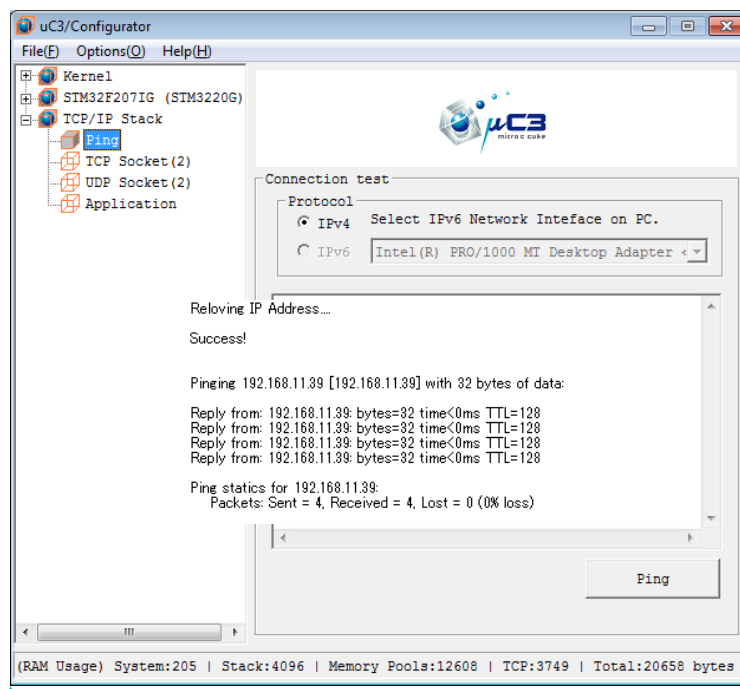 uC3/Configurator
File(F) Options(O) Help(H)
Kernel
STM32F207IG (STM3220G)
TCP/IP Stack
Ping
TCP Socket(2)
UDP Socket(2)
Application
μC3
micro c cube
Connection test
Protocol
IPv4 Select IPv6 Network Inteface on PC.
IPv6 Intel(R) PRO/1000 MT Desktop Adapter <
Reloving IP Address....
Success!
Pinging 192.168.11.39 [192.168.11.39] with 32 bytes of data:
Reply from: 192.168.11.39: bytes=32 time<0ms TTL=128
Reply from: 192.168.11.39: bytes=32 time<0ms TTL=128
Reply from: 192.168.11.39: bytes=32 time<0ms TTL=128
Reply from: 192.168.11.39: bytes=32 time<0ms TTL=128
Ping statics for 192.168.11.39:
Packets: Sent = 4, Received = 4, Lost = 0 (0% loss)
Ping
(RAM Usage) System:205 | Stack:4096 | Memory Pools:12608 | TCP:3749 | Total:20658 bytes